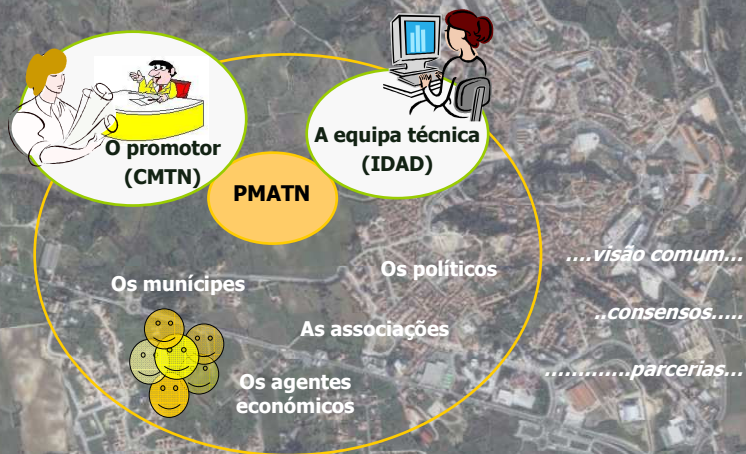 O promotor
(CMTN)
A equipa técnica
(IDAD)
PMATN
Os munícipes
Os políticos
As associações
Os agentes
económicos
....visão comum...
..consensos.....
............parcerias...